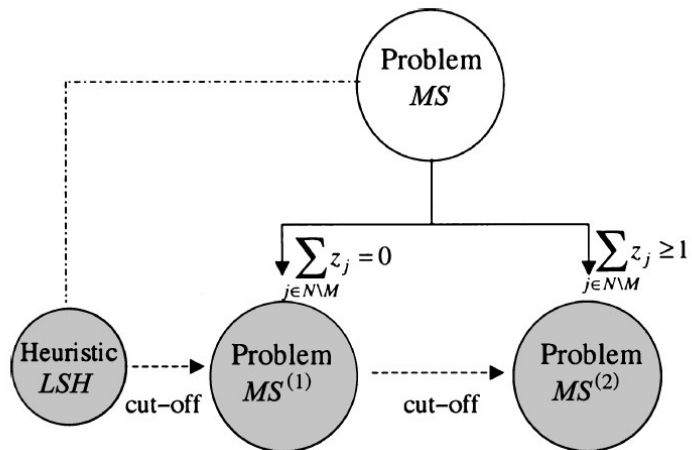 Problem
MS
∑ z_j = 0
j∈N\M
∑ z_j ≥ 1
j∈N\M
Heuristic
LSH
cut-off
Problem
MS^(1)
cut-off
Problem
MS^(2)